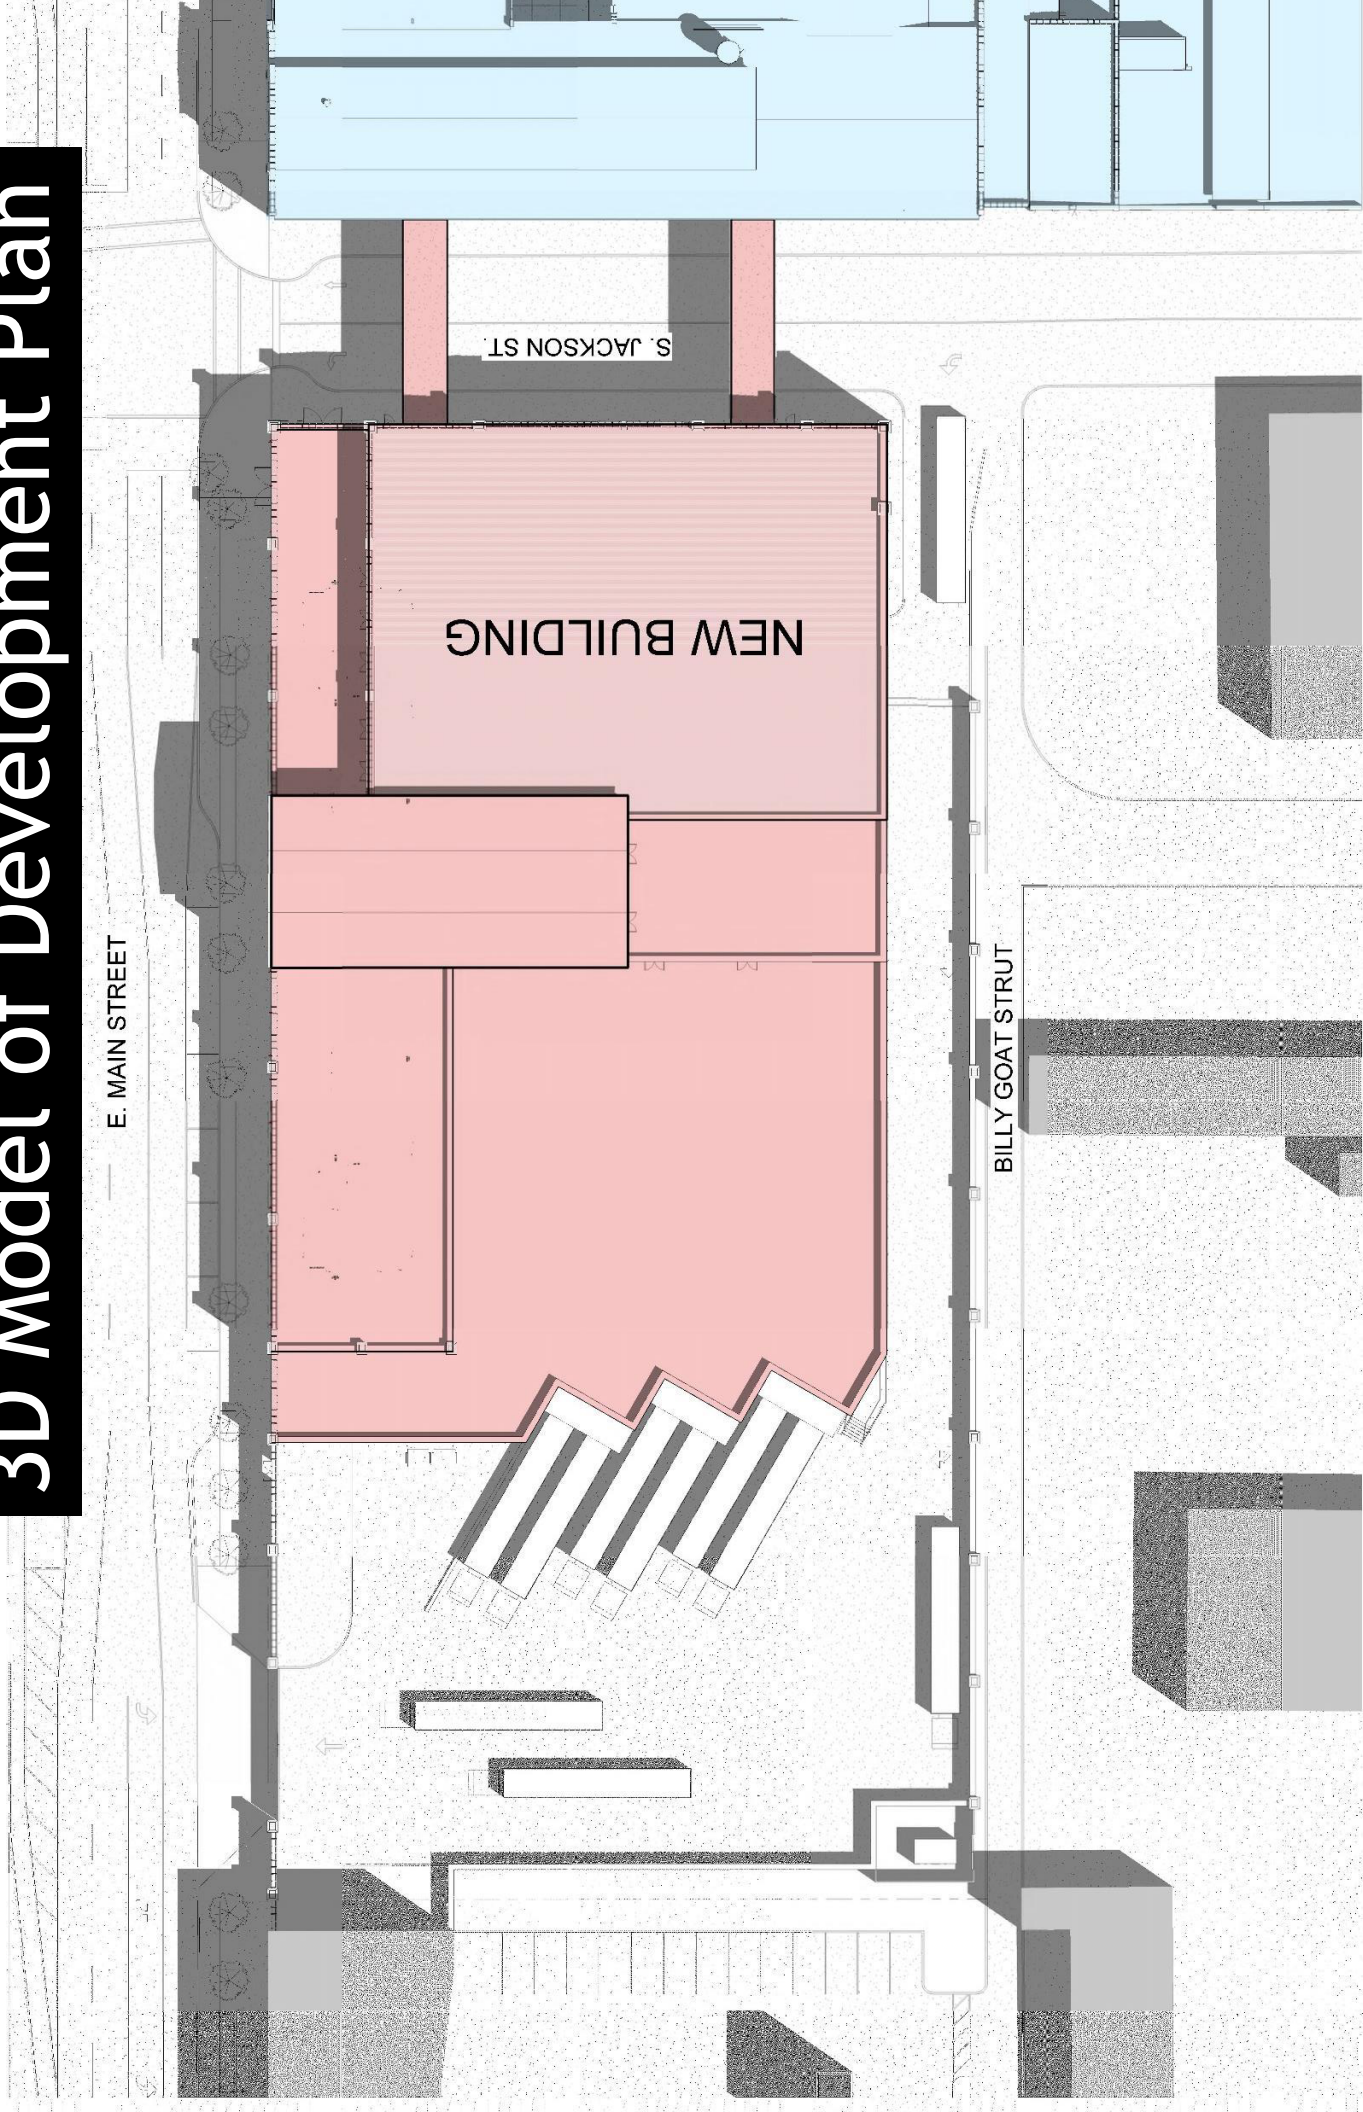 3D Model of Development Plan
S. JACKSON ST.
NEW BUILDING
E. MAIN STREET
BILLY GOAT STRUT